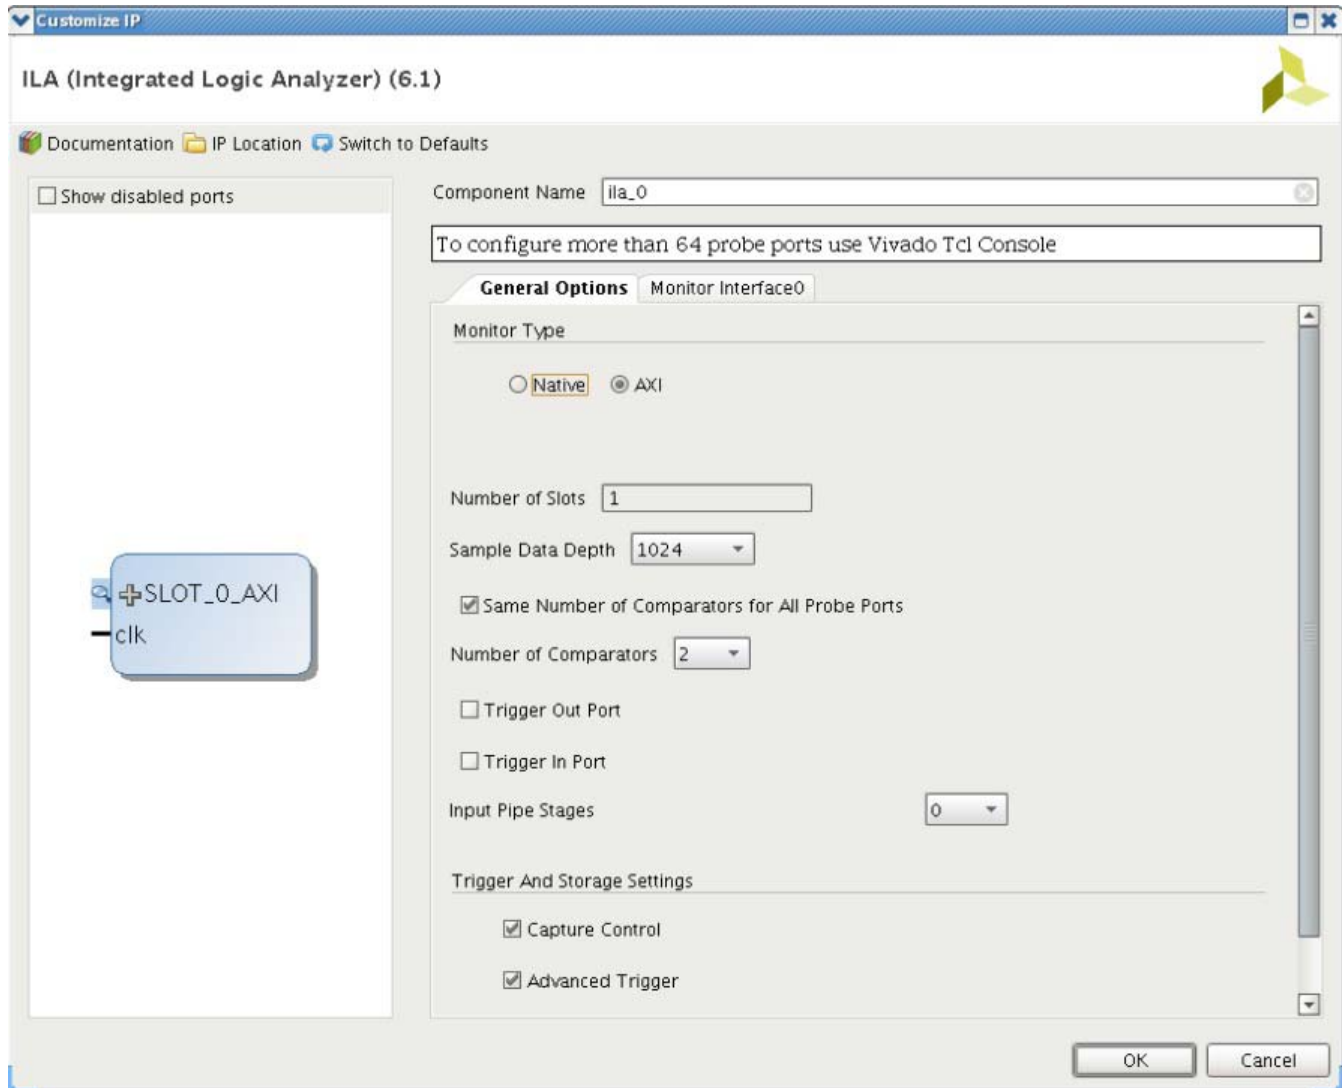 Customize IP
ILA (Integrated Logic Analyzer) (6.1)
Documentation IP Location Switch to Defaults
Show disabled ports
SLOT_0_AXI
clk
Component Name ila_0
To configure more than 64 probe ports use Vivado Tcl Console
General Options Monitor Interface0
Monitor Type
Native AXI
Number of Slots 1
Sample Data Depth 1024
Same Number of Comparators for All Probe Ports
Number of Comparators 2
Trigger Out Port
Trigger In Port
Input Pipe Stages 0
Trigger And Storage Settings
Capture Control
Advanced Trigger
OK Cancel